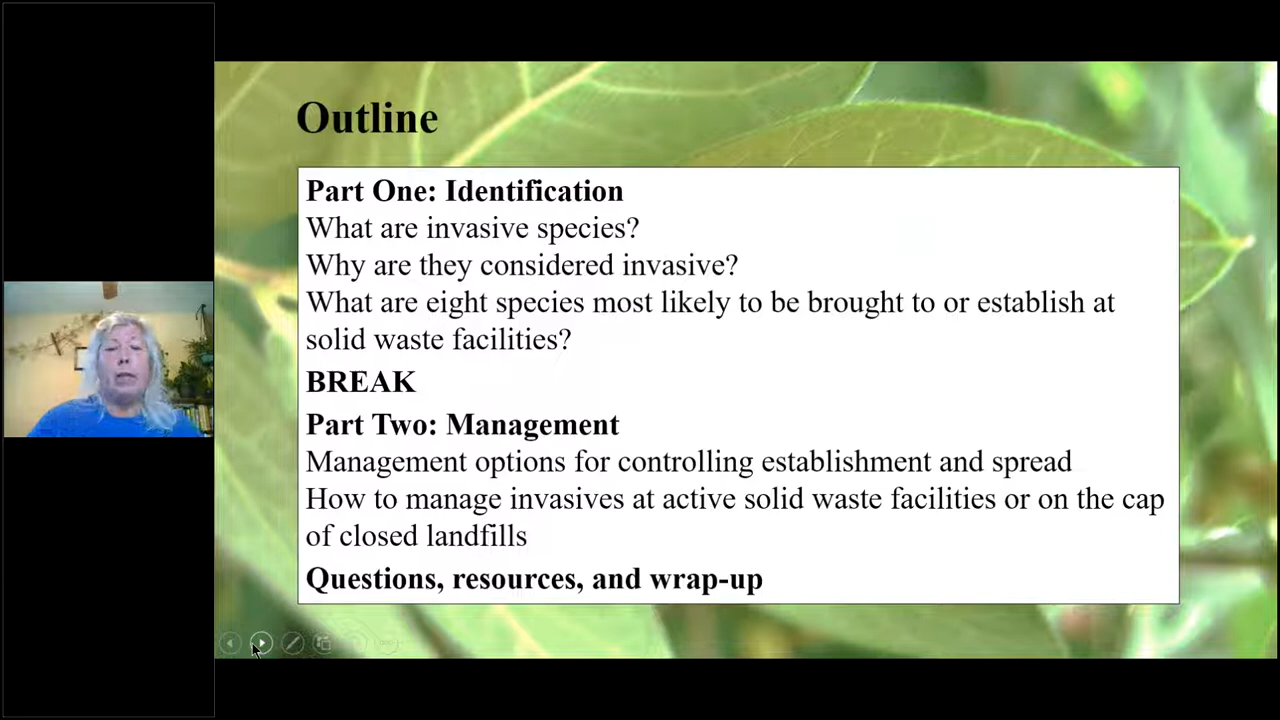 Outline
Part One: Identification
What are invasive species?
Why are they considered invasive?
What are eight species most likely to be brought to or establish at
solid waste facilities?
BREAK
Part Two: Management
Management options for controlling establishment and spread
How to manage invasives at active solid waste facilities or on the cap
of closed landfills
Questions, resources, and wrap-up